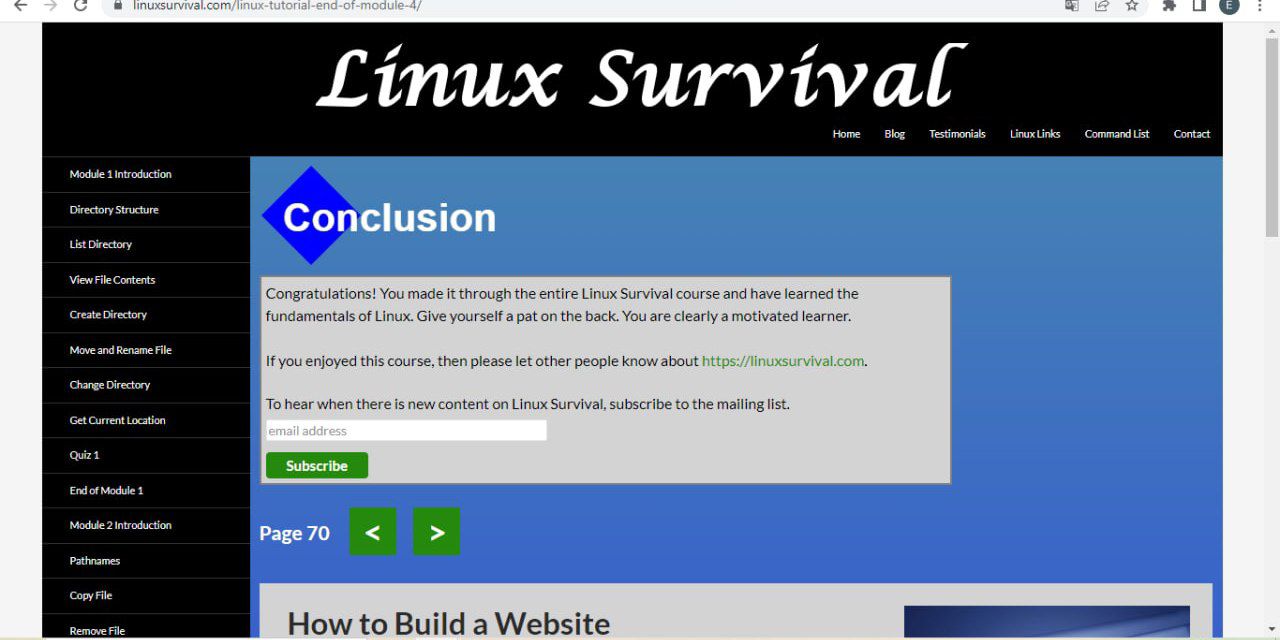 linuxsurvival.com/linux-tutorial-end-of-module-4/
E
Linux Survival
Home Blog Testimonials Linux Links Command List Contact
Module 1 Introduction
Directory Structure
List Directory
View File Contents
Create Directory
Move and Rename File
Change Directory
Get Current Location
Quiz 1
End of Module 1
Module 2 Introduction
Pathnames
Copy File
Remove File
Conclusion
Congratulations! You made it through the entire Linux Survival course and have learned the
fundamentals of Linux. Give yourself a pat on the back. You are clearly a motivated learner.
If you enjoyed this course, then please let other people know about https://linuxsurvival.com.
To hear when there is new content on Linux Survival, subscribe to the mailing list.
email address
Subscribe
Page 70 < >
How to Build a Website